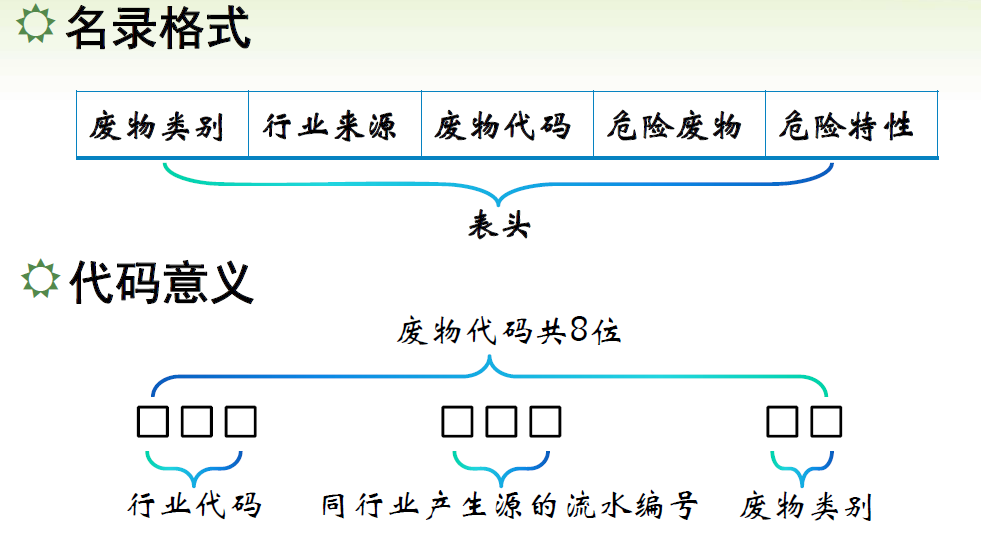 名录格式
废物类别 行业来源 废物代码 危险废物 危险特性
表头
代码意义
废物代码共8位
行业代码 同行业产生源的流水编号 废物类别